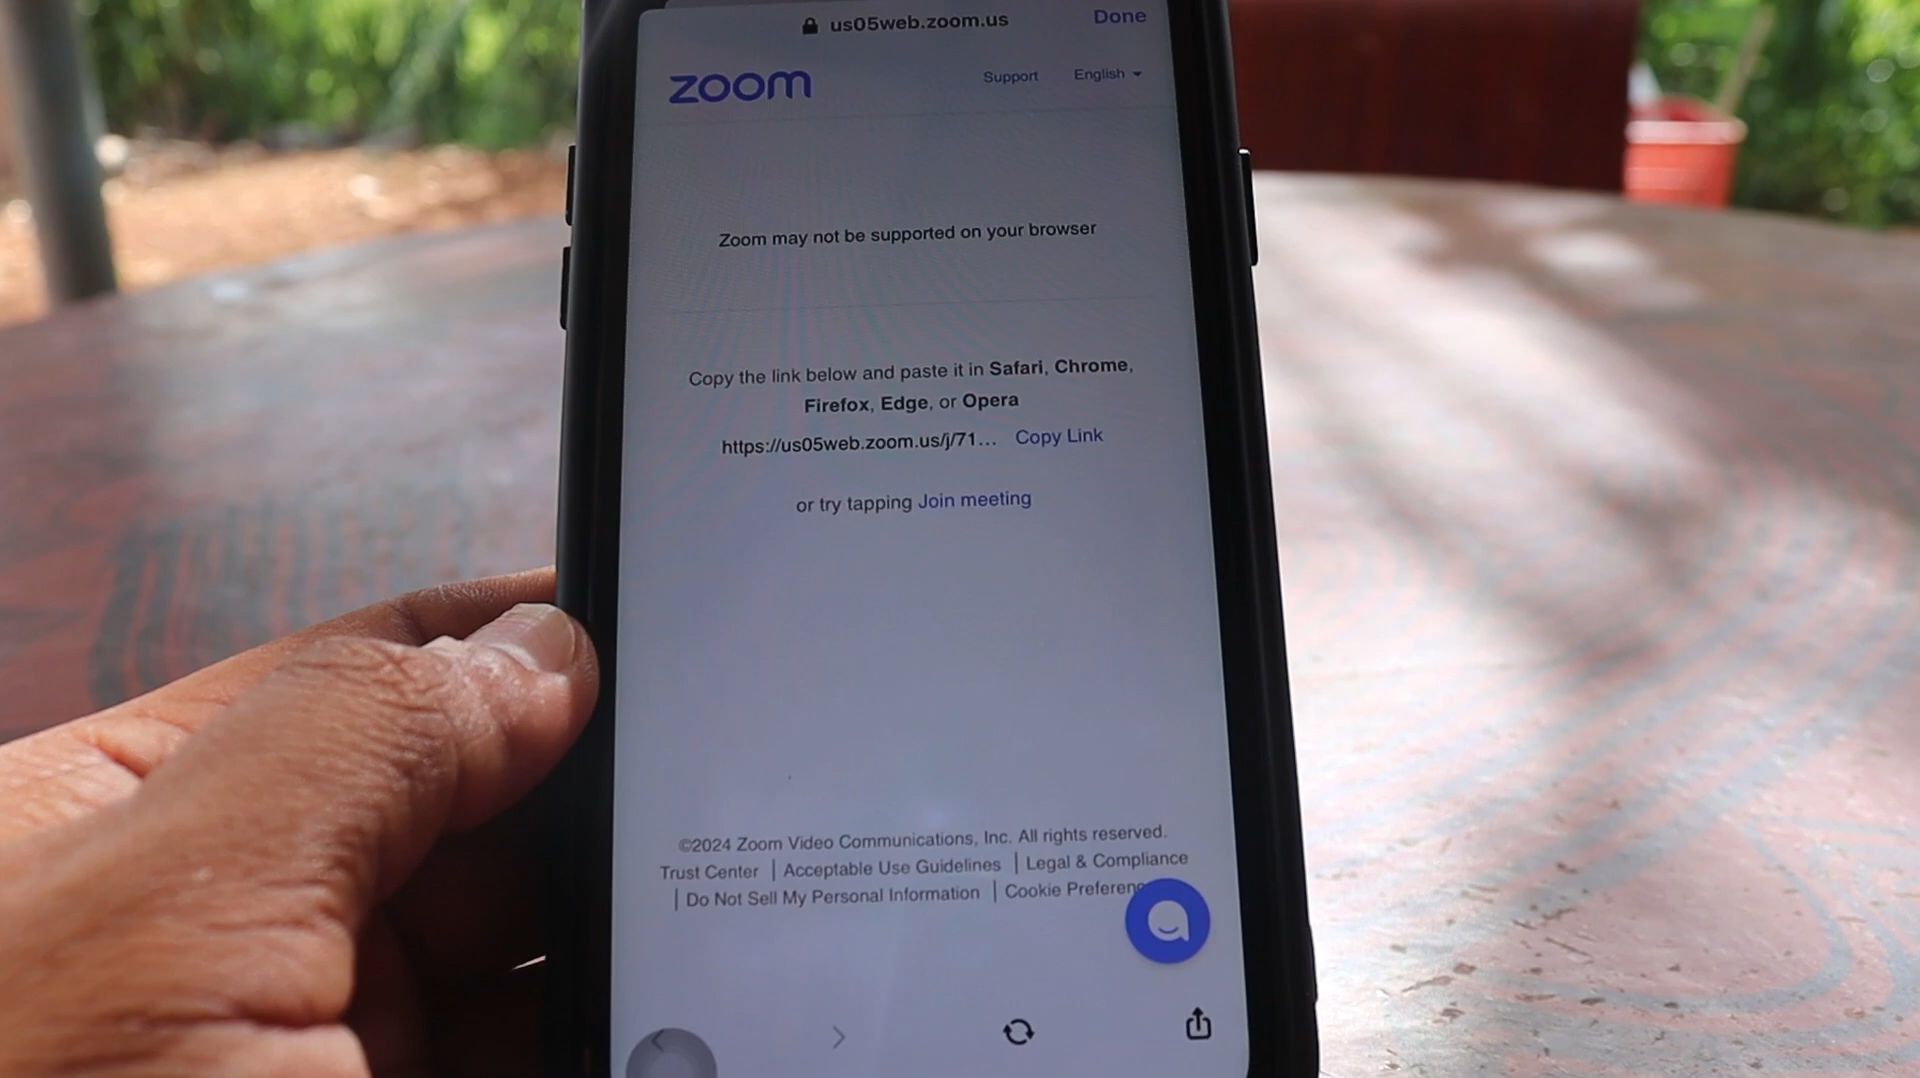 us05web.zoom.us Done
zoom Support English
Zoom may not be supported on your browser
Copy the link below and paste it in Safari, Chrome,
Firefox, Edge, or Opera
https://us05web.zoom.us/j/71... Copy Link
or try tapping Join meeting
©2024 Zoom Video Communications, Inc. All rights reserved.
Trust Center | Acceptable Use Guidelines | Legal & Compliance
| Do Not Sell My Personal Information | Cookie Preferenc